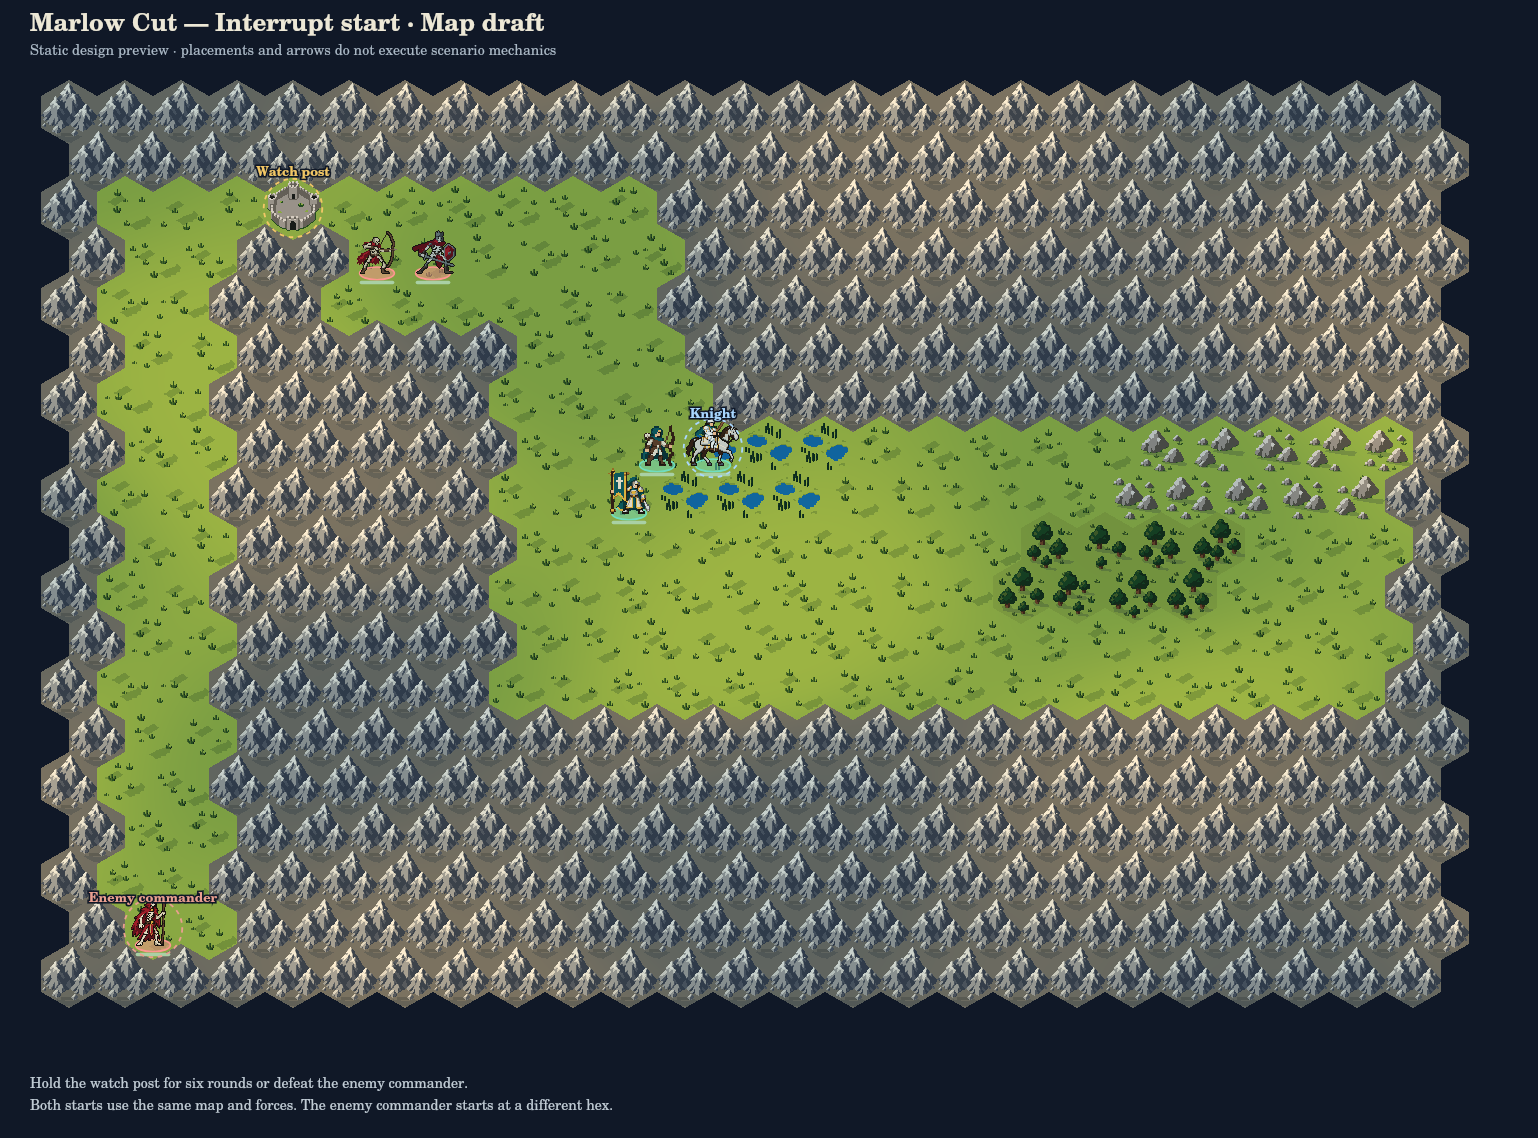 Marlow Cut — Interrupt start · Map draft
Static design preview · placements and arrows do not execute scenario mechanics
Watch post
Knight
Enemy commander
Hold the watch post for six rounds or defeat the enemy commander.
Both starts use the same map and forces. The enemy commander starts at a different hex.